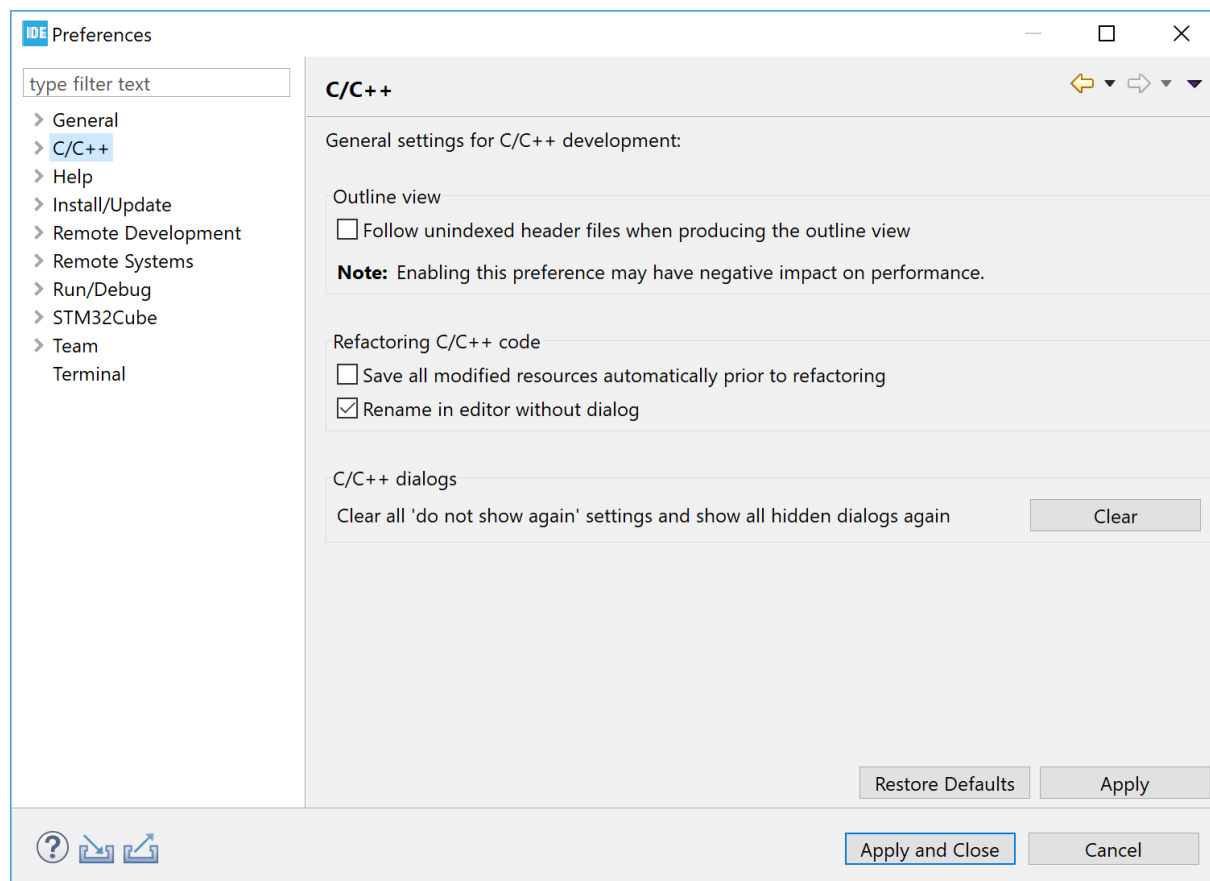 IDE Preferences
type filter text
General
C/C++
Help
Install/Update
Remote Development
Remote Systems
Run/Debug
STM32Cube
Team
Terminal
C/C++
General settings for C/C++ development:
Outline view
Follow unindexed header files when producing the outline view
Note: Enabling this preference may have negative impact on performance.
Refactoring C/C++ code
Save all modified resources automatically prior to refactoring
Rename in editor without dialog
C/C++ dialogs
Clear all 'do not show again' settings and show all hidden dialogs again
Clear
Restore Defaults
Apply
?
Apply and Close
Cancel